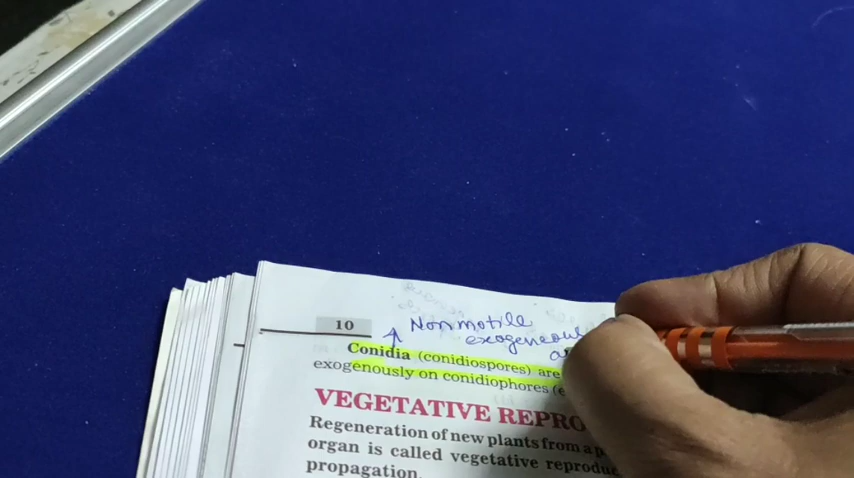 10
Nonmotile
exogeneous
Conidia (conidiospores) are
exogenously on conidiophores (e
VEGETATIVE REPRO
Regeneration of new plants from a
organ is called vegetative reproduc
propagation.